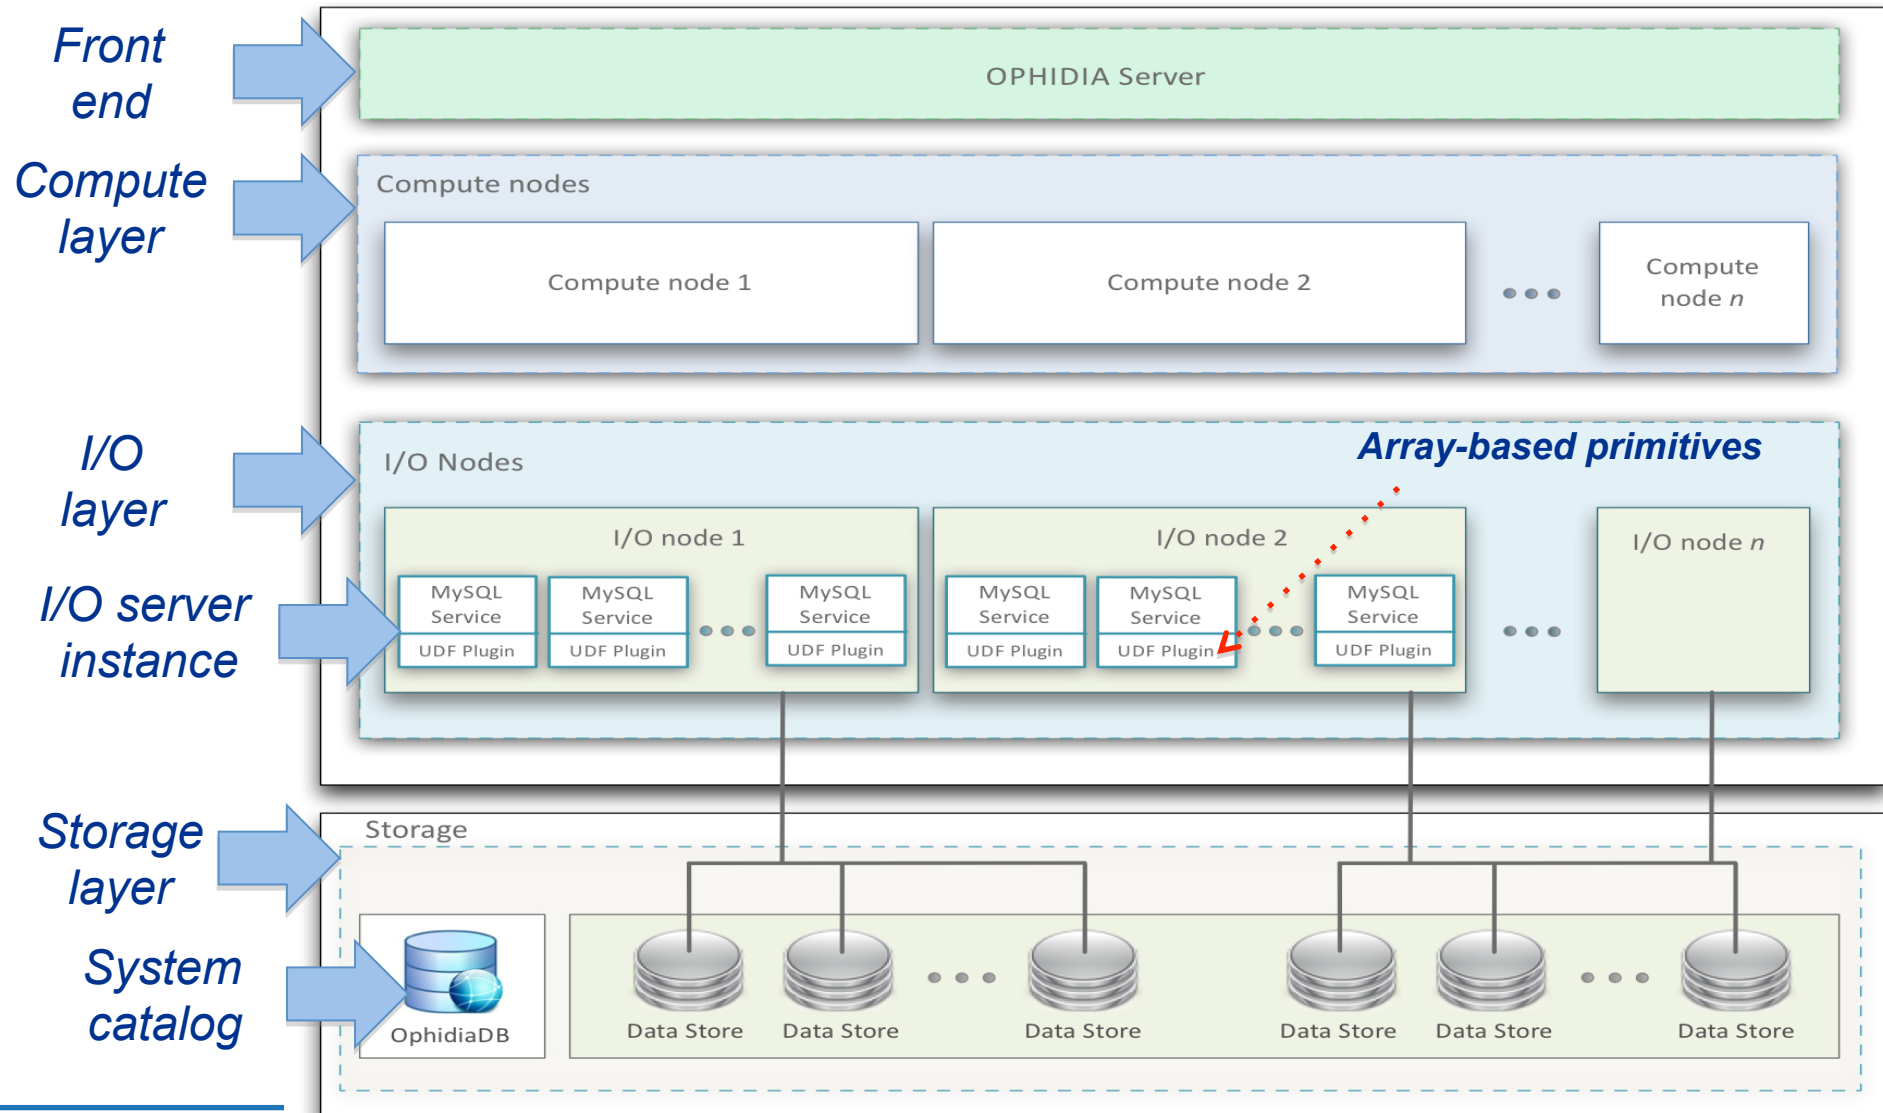 Front
end
OPHIDIA Server
Compute
layer
Compute nodes
Compute node 1
Compute node 2
Compute
node n
I/O
layer
I/O Nodes
Array-based primitives
I/O node 1
I/O node 2
I/O node n
I/O server
instance
MySQL
Service
UDF Plugin
MySQL
Service
UDF Plugin
MySQL
Service
UDF Plugin
MySQL
Service
UDF Plugin
MySQL
Service
UDF Plugin
MySQL
Service
UDF Plugin
Storage
layer
Storage
System
catalog
OphidiaDB
Data Store
Data Store
Data Store
Data Store
Data Store
Data Store